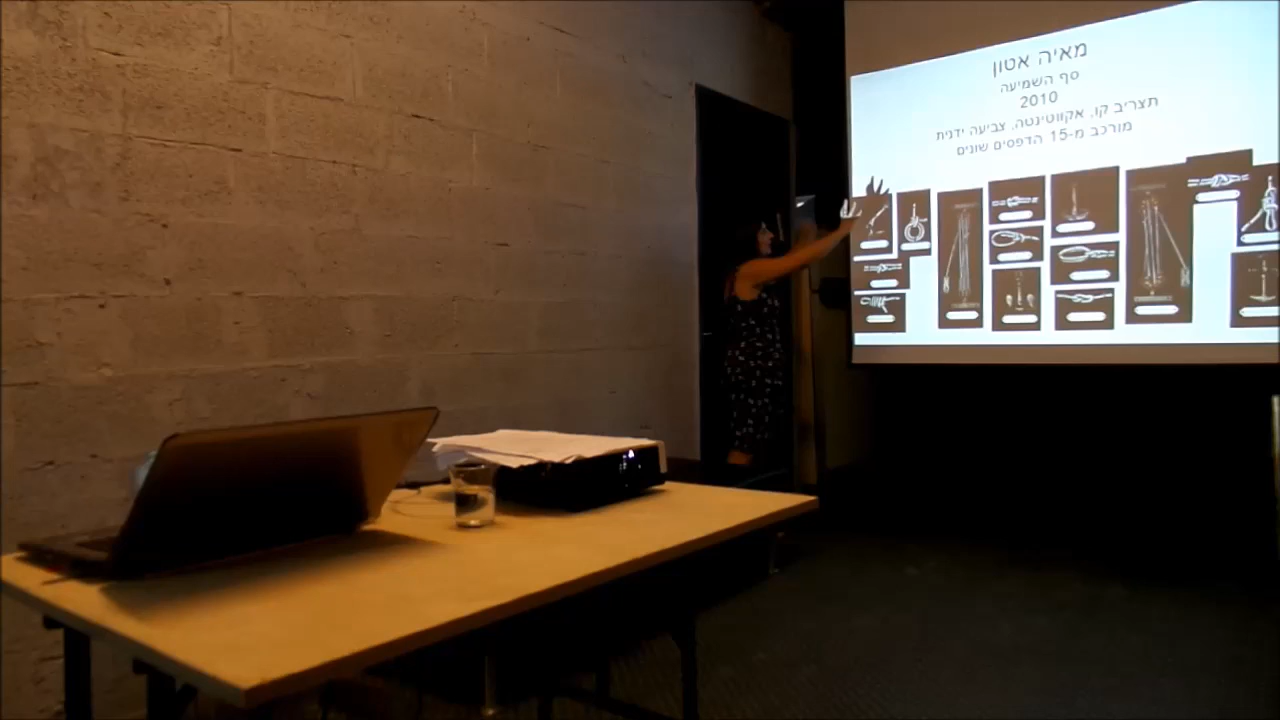 מאיה אטון
סף השמיעה
2010
תצריב קו, אקווטינטה, צביעה ידנית
מורכב מ-15 הדפסים שונים